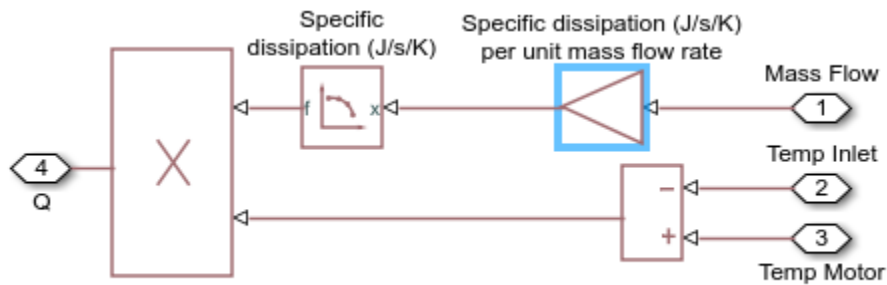 Specific
dissipation (J/s/K)
Specific dissipation (J/s/K)
per unit mass flow rate
Mass Flow
f
x
1
Temp Inlet
4
X
−
2
Q
+
3
Temp Motor